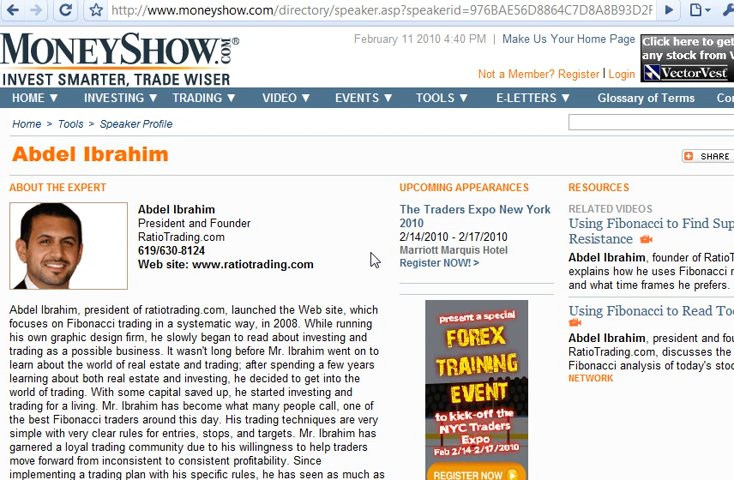 http://www.moneyshow.com/directory/speaker.asp?speakerid=976BAE56D8864C7D8A8B93D2F
MONEYSHOW.COM®
INVEST SMARTER, TRADE WISER
February 11 2010 4:40 PM | Make Us Your Home Page
Not a Member? Register | Login
Click here to get
any stock from V
VECTORVEST
HOME ▼ INVESTING ▼ TRADING ▼ VIDEO ▼ EVENTS ▼ TOOLS ▼ E-LETTERS ▼ Glossary of Terms Co
Home > Tools > Speaker Profile
Abdel Ibrahim
SHARE
ABOUT THE EXPERT
Abdel Ibrahim
President and Founder
RatioTrading.com
619/630-8124
Web site: www.ratiotrading.com
Abdel Ibrahim, president of ratiotrading.com, launched the Web site, which
focuses on Fibonacci trading in a systematic way, in 2008. While running
his own graphic design firm, he slowly began to read about investing and
trading as a possible business. It wasn't long before Mr. Ibrahim went on to
learn about the world of real estate and trading; after spending a few years
learning about both real estate and investing, he decided to get into the
world of trading. With some capital saved up, he started investing and
trading for a living. Mr. Ibrahim has become what many people call, one of
the best Fibonacci traders around this day. His trading techniques are very
simple with very clear rules for entries, stops, and targets. Mr. Ibrahim has
garnered a loyal trading community due to his willingness to help traders
move forward from inconsistent to consistent profitability. Since
implementing a trading plan with his specific rules, he has seen as much as
UPCOMING APPEARANCES
The Traders Expo New York
2010
2/14/2010 - 2/17/2010
Marriott Marquis Hotel
Register NOW! >
present a special
FOREX
TRAINING
EVENT
to kick-off the
NYC Traders
Expo
Feb 2/14-2/17/2010
REGISTER NOW
RESOURCES
RELATED VIDEOS
Using Fibonacci to Find Sup
Resistance
Abdel Ibrahim, founder of RatioT
explains how he uses Fibonacci r
and what time frames he prefers.
Using Fibonacci to Read To
Abdel Ibrahim, president and fou
RatioTrading.com, discusses the
Fibonacci analysis of today's stoc
NETWORK